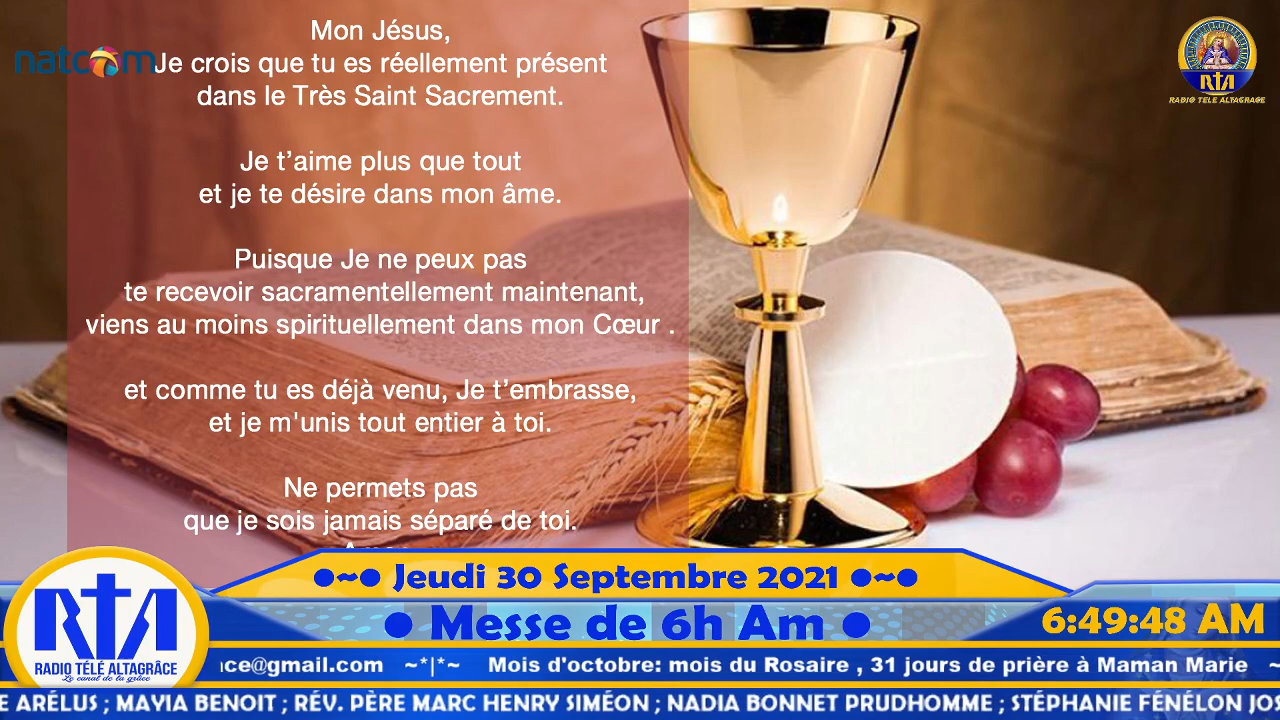 Mon Jésus,
natcom
Je crois que tu es réellement présent
dans le Très Saint Sacrement.
Je t’aime plus que tout
et je te désire dans mon âme.
Puisque Je ne peux pas
te recevoir sacramentellement maintenant,
viens au moins spirituellement dans mon Cœur .
et comme tu es déjà venu, Je t’embrasse,
et je m'unis tout entier à toi.
Ne permets pas
que je sois jamais séparé de toi.
RTA
RADIO TELE ALTAGRACE
●~● Jeudi 30 Septembre 2021 ●~●
● Messe de 6h Am ●
6:49:48 AM
RTA
RADIO TÉLÉ ALTAGRÂCE
Le canal de la grâce
ce@gmail.com ~*|*~ Mois d'octobre: mois du Rosaire , 31 jours de prière à Maman Marie ~
E ARÉLUS ; MAYIA BENOIT ; RÉV. PÈRE MARC HENRY SIMÉON ; NADIA BONNET PRUDHOMME ; STÉPHANIE FÉNÉLON JOS